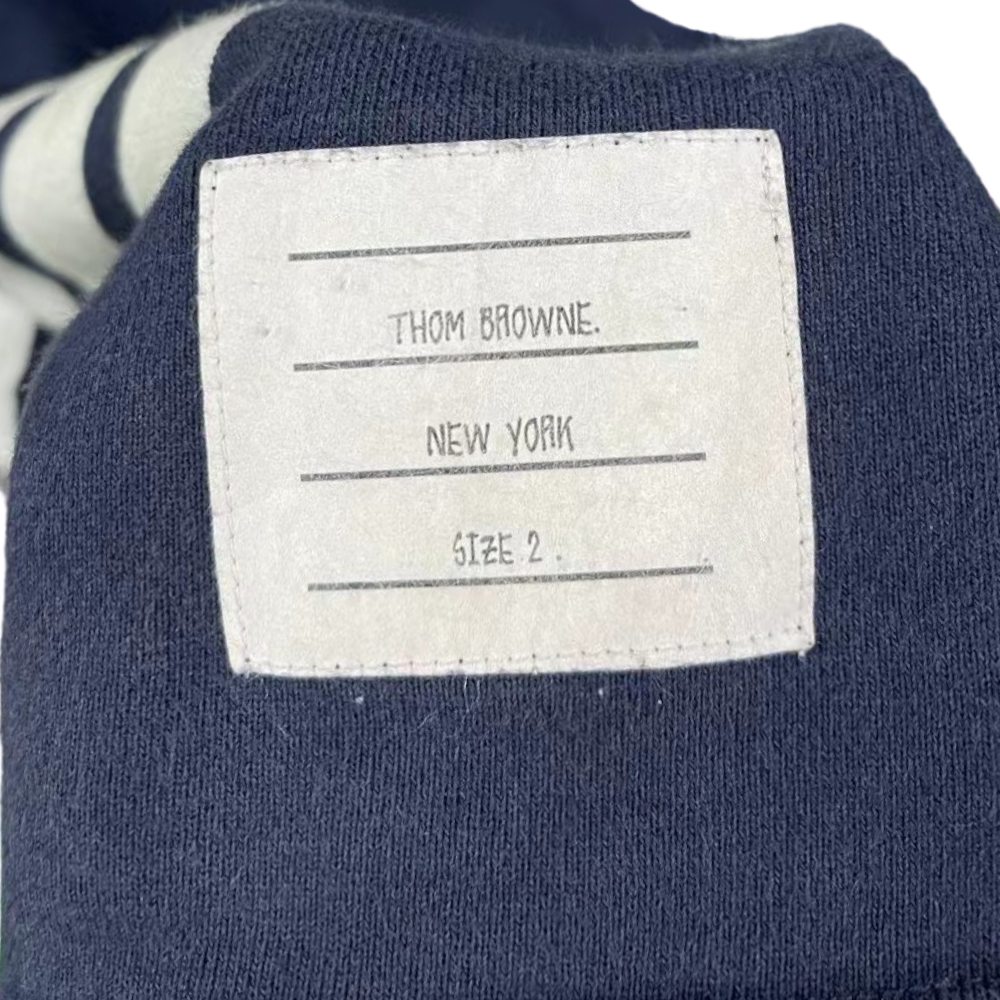 THOM BROWNE.
NEW YORK
SIZE 2 .